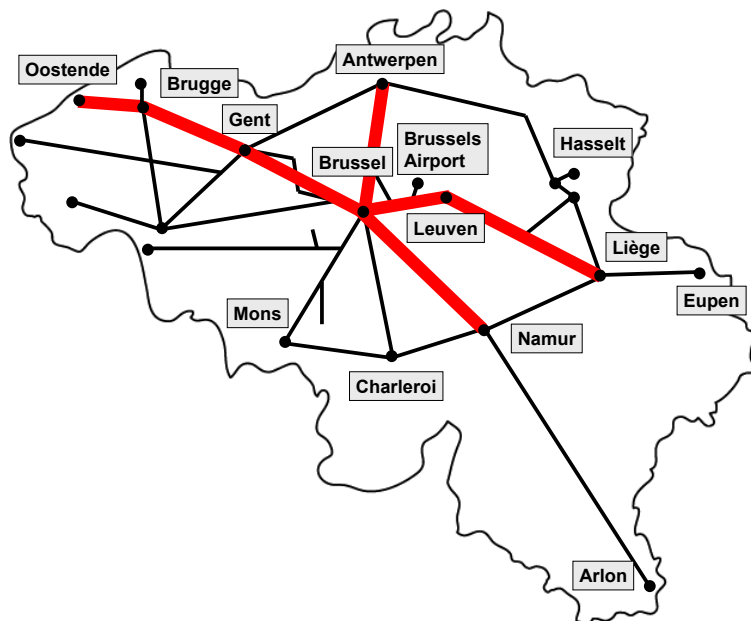 Antwerpen
Oostende
Brugge
Gent
Brussels
Airport
Hasselt
Brussel
Leuven
Liège
Eupen
Mons
Namur
Charleroi
Arlon